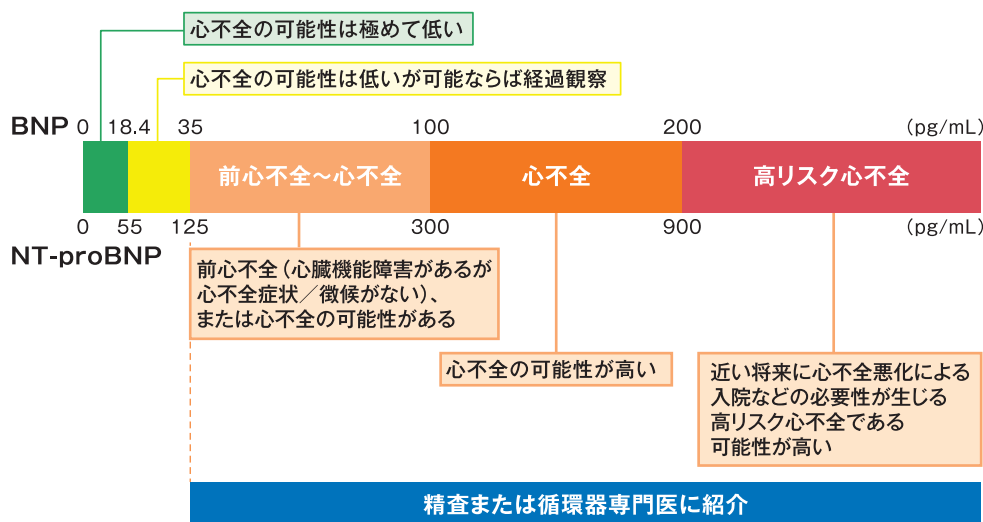 心不全の可能性は極めて低い
心不全の可能性は低いが可能ならば経過観察
BNP 0 18.4 35 100 200 (pg/mL)
前心不全～心不全 心不全 高リスク心不全
0 55 125 300 900 (pg/mL)
NT-proBNP
前心不全（心臓機能障害があるが
心不全症状／徴候がない）、
または心不全の可能性がある
心不全の可能性が高い
近い将来に心不全悪化による
入院などの必要性が生じる
高リスク心不全である
可能性が高い
精査または循環器専門医に紹介